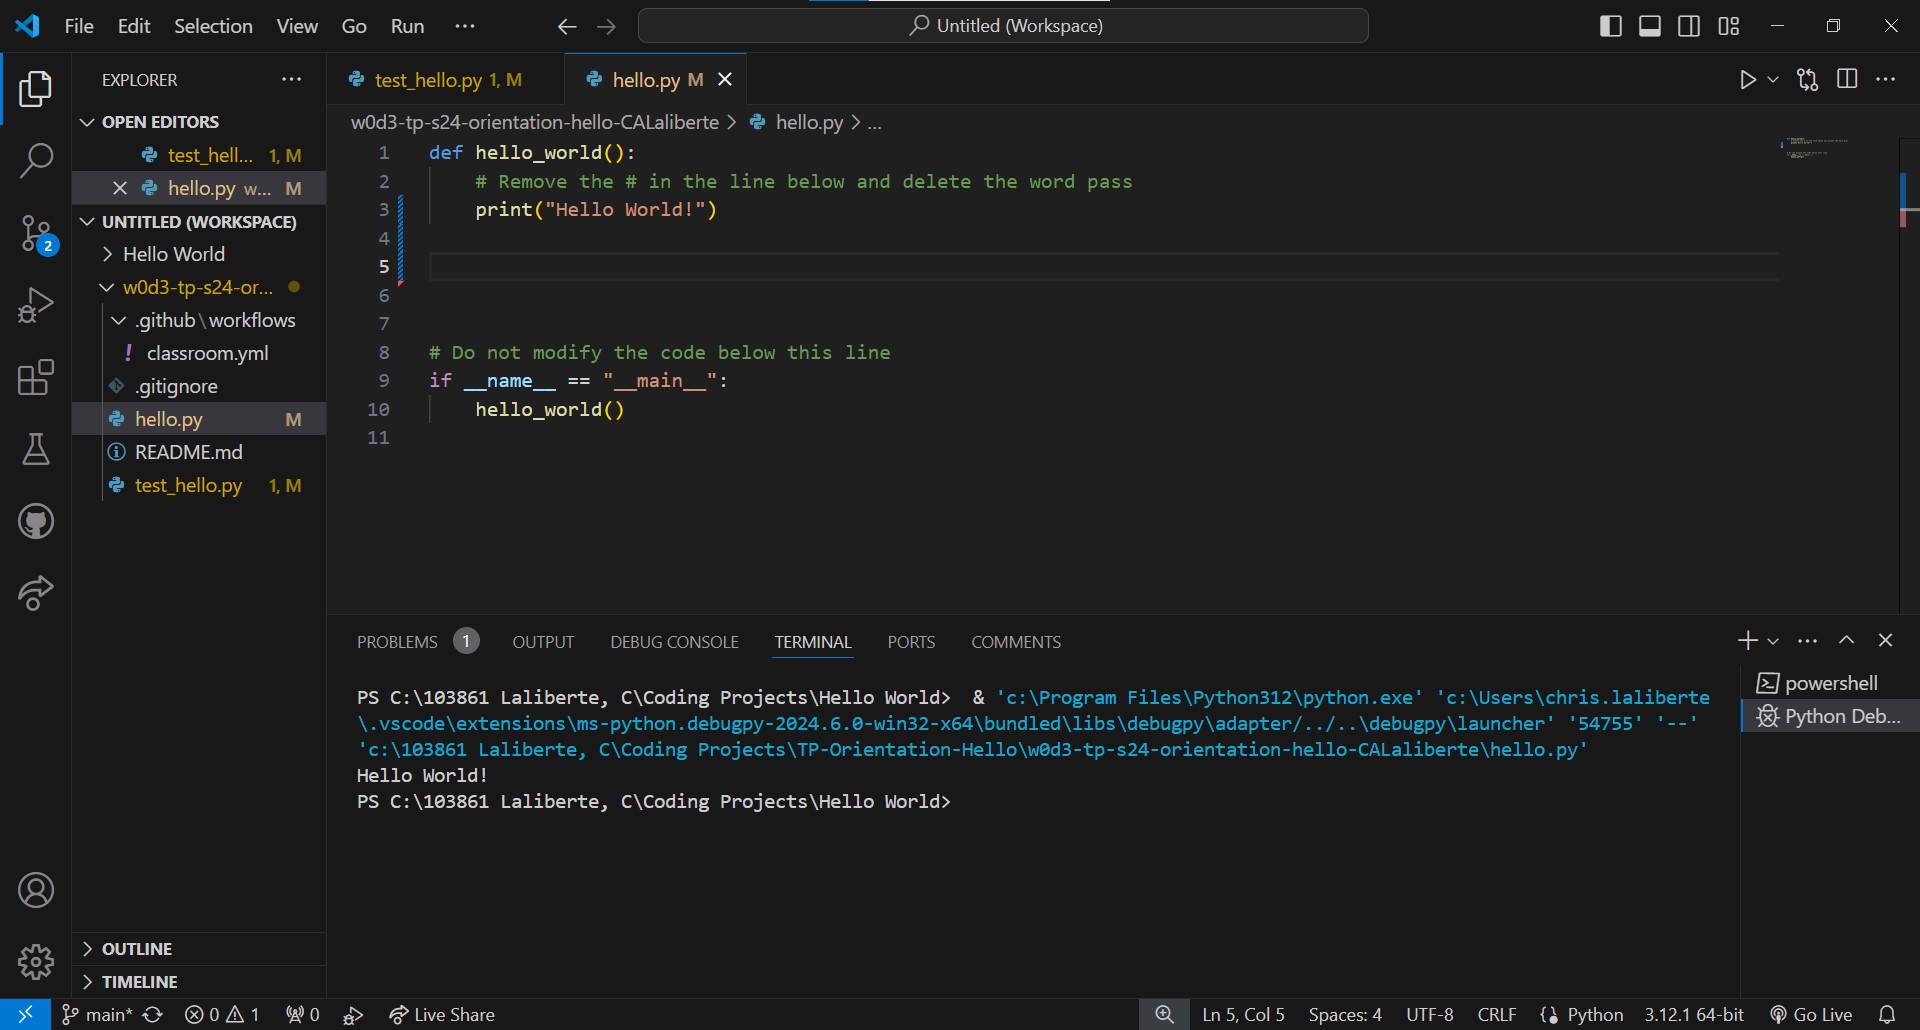 File Edit Selection View Go Run ··· Untitled (Workspace)
EXPLORER ···
OPEN EDITORS
test_hell... 1, M
hello.py w... M
UNTITLED (WORKSPACE)
Hello World
w0d3-tp-s24-or...
.github\workflows
! classroom.yml
.gitignore
hello.py M
README.md
test_hello.py 1, M
OUTLINE
TIMELINE
2
test_hello.py 1, M hello.py M
w0d3-tp-s24-orientation-hello-CALaliberte > hello.py > ...
1 def hello_world():
2 # Remove the # in the line below and delete the word pass
3 print("Hello World!")
4
5
6
7
8 # Do not modify the code below this line
9 if __name__ == "__main__":
10 hello_world()
11
PROBLEMS 1 OUTPUT DEBUG CONSOLE TERMINAL PORTS COMMENTS
PS C:\103861 Laliberte, C\Coding Projects\Hello World>  & 'c:\Program Files\Python312\python.exe' 'c:\Users\chris.laliberte
\.vscode\extensions\ms-python.debugpy-2024.6.0-win32-x64\bundled\libs\debugpy\adapter/../..\debugpy\launcher' '54755' '--'
'c:\103861 Laliberte, C\Coding Projects\TP-Orientation-Hello\w0d3-tp-s24-orientation-hello-CALaliberte\hello.py'
Hello World!
PS C:\103861 Laliberte, C\Coding Projects\Hello World>
powershell
Python Deb...
main* 0 1 0 Live Share Ln 5, Col 5 Spaces: 4 UTF-8 CRLF Python 3.12.1 64-bit Go Live